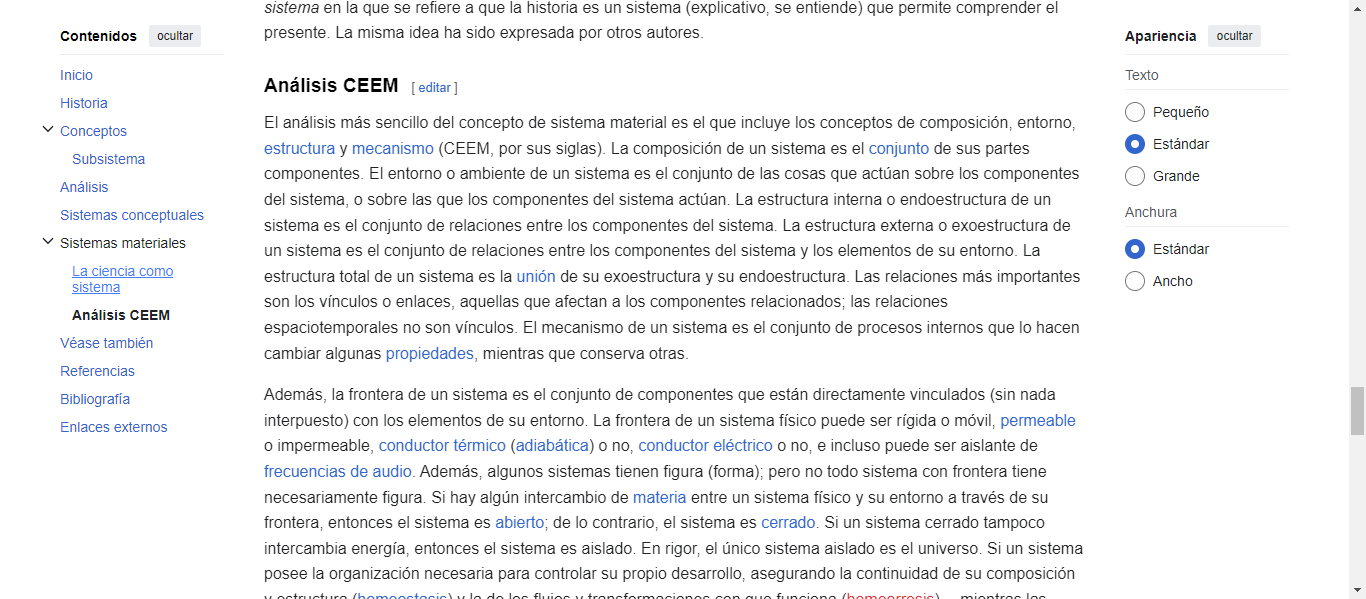 Contenidos ocultar
Inicio
Historia
Conceptos
Subsistema
Análisis
Sistemas conceptuales
Sistemas materiales
La ciencia como
sistema
Análisis CEEM
Véase también
Referencias
Bibliografía
Enlaces externos
sistema en la que se refiere a que la historia es un sistema (explicativo, se entiende) que permite comprender el
presente. La misma idea ha sido expresada por otros autores.
Análisis CEEM [ editar ]
El análisis más sencillo del concepto de sistema material es el que incluye los conceptos de composición, entorno,
estructura y mecanismo (CEEM, por sus siglas). La composición de un sistema es el conjunto de sus partes
componentes. El entorno o ambiente de un sistema es el conjunto de las cosas que actúan sobre los componentes
del sistema, o sobre las que los componentes del sistema actúan. La estructura interna o endoestructura de un
sistema es el conjunto de relaciones entre los componentes del sistema. La estructura externa o exoestructura de
un sistema es el conjunto de relaciones entre los componentes del sistema y los elementos de su entorno. La
estructura total de un sistema es la unión de su exoestructura y su endoestructura. Las relaciones más importantes
son los vínculos o enlaces, aquellas que afectan a los componentes relacionados; las relaciones
espaciotemporales no son vínculos. El mecanismo de un sistema es el conjunto de procesos internos que lo hacen
cambiar algunas propiedades, mientras que conserva otras.
Además, la frontera de un sistema es el conjunto de componentes que están directamente vinculados (sin nada
interpuesto) con los elementos de su entorno. La frontera de un sistema físico puede ser rígida o móvil, permeable
o impermeable, conductor térmico (adiabática) o no, conductor eléctrico o no, e incluso puede ser aislante de
frecuencias de audio. Además, algunos sistemas tienen figura (forma); pero no todo sistema con frontera tiene
necesariamente figura. Si hay algún intercambio de materia entre un sistema físico y su entorno a través de su
frontera, entonces el sistema es abierto; de lo contrario, el sistema es cerrado. Si un sistema cerrado tampoco
intercambia energía, entonces el sistema es aislado. En rigor, el único sistema aislado es el universo. Si un sistema
posee la organización necesaria para controlar su propio desarrollo, asegurando la continuidad de su composición
y estructura (homeostasis) y la de los flujos y transformaciones con que funciona (homeorresis) mientras las
Apariencia ocultar
Texto
Pequeño
Estándar
Grande
Anchura
Estándar
Ancho